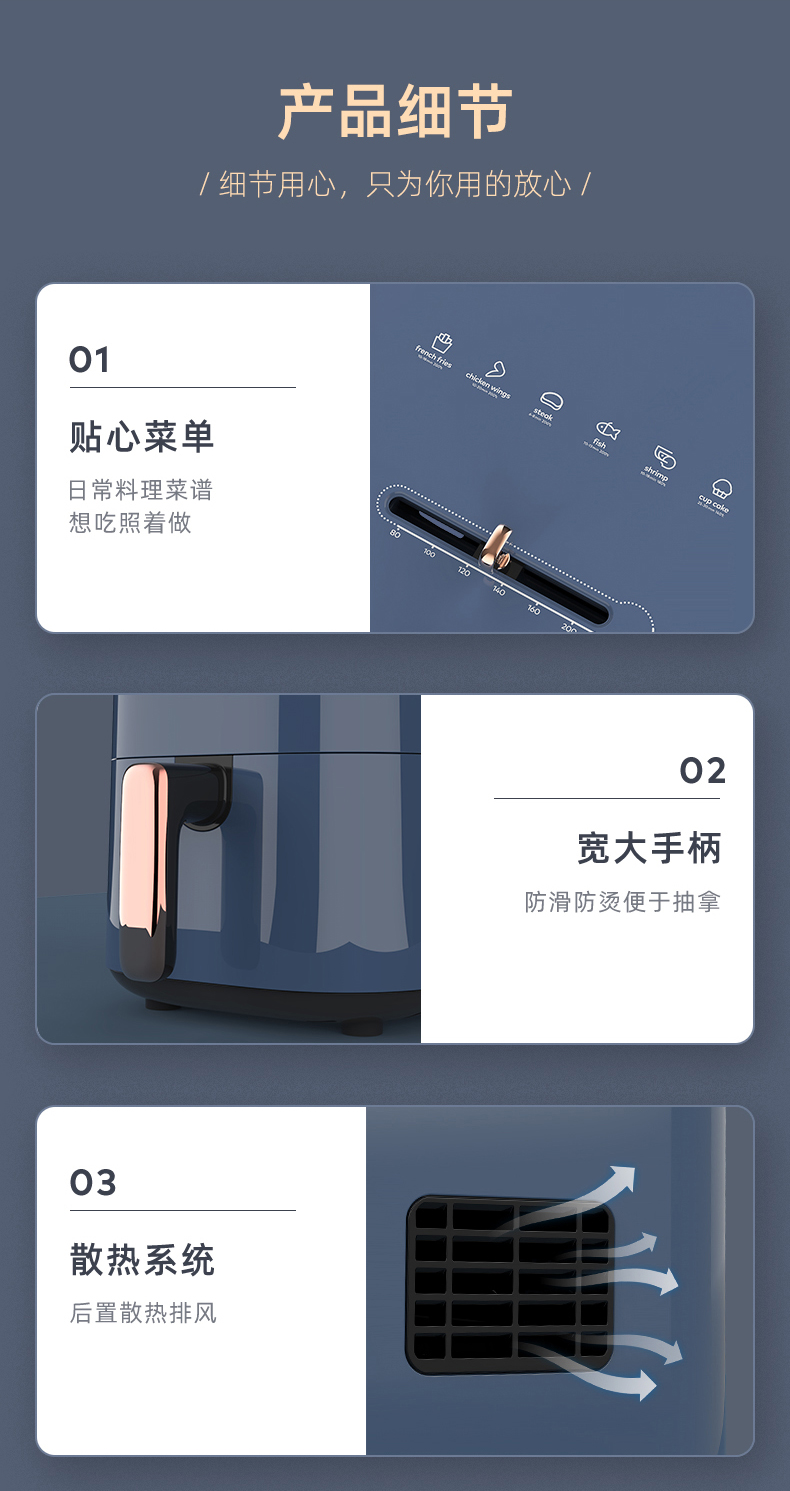 产品细节
/ 细节用心，只为你用的放心 /
01
贴心菜单
日常料理菜谱
想吃照着做
french fries
chicken wings
steak
fish
shrimp
cup cake
80
100
120
140
160
200
02
宽大手柄
防滑防烫便于抽拿
03
散热系统
后置散热排风